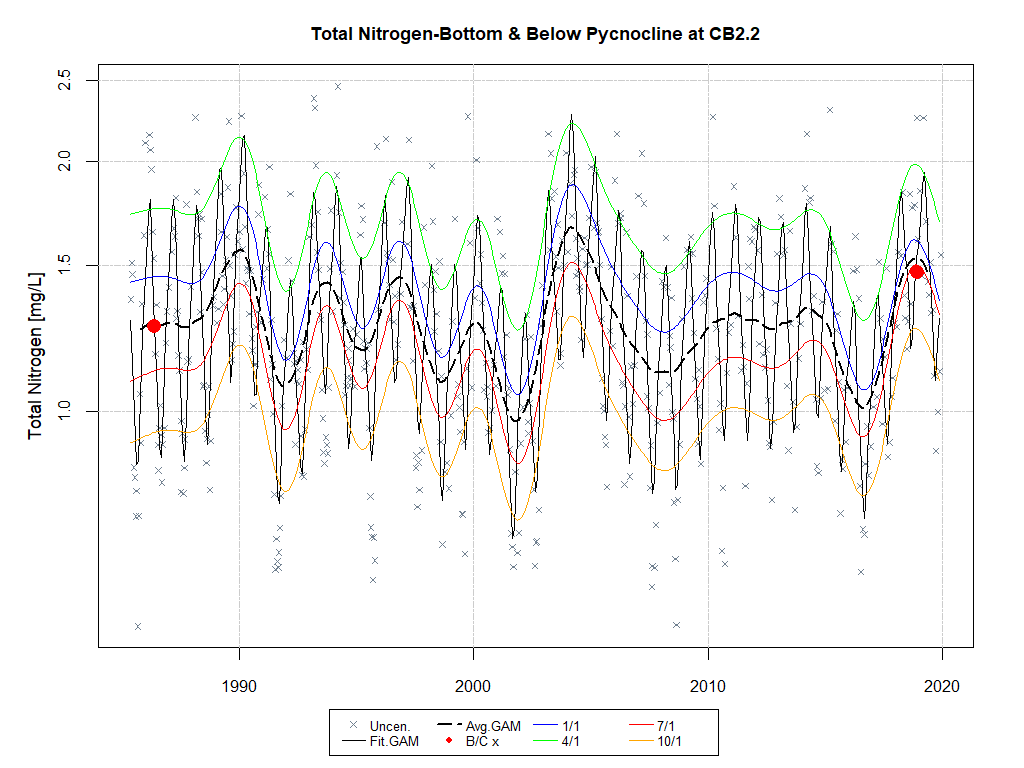 Total Nitrogen-Bottom & Below Pycnocline at CB2.2
Total Nitrogen [mg/L]
2.5
2.0
1.5
1.0
1990 2000 2010 2020
Uncen. Avg.GAM 1/1 7/1
Fit.GAM B/C x 4/1 10/1